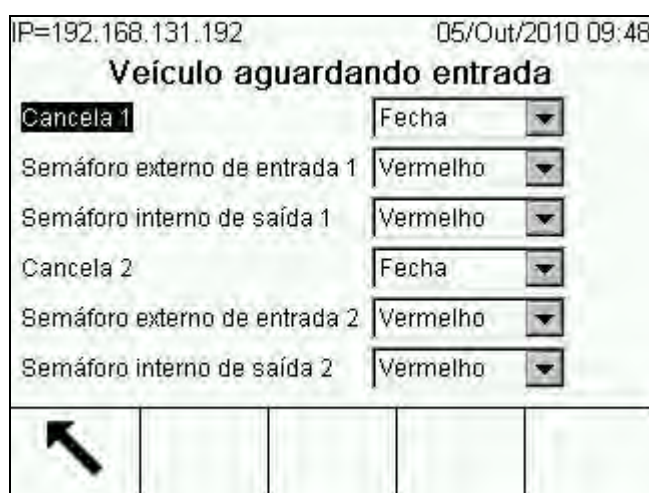 IP=192.168.131.192 05/Out/2010 09:48
Veículo aguardando entrada
Cancela 1 Fecha
Semáforo externo de entrada 1 Vermelho
Semáforo interno de saída 1 Vermelho
Cancela 2 Fecha
Semáforo externo de entrada 2 Vermelho
Semáforo interno de saída 2 Vermelho